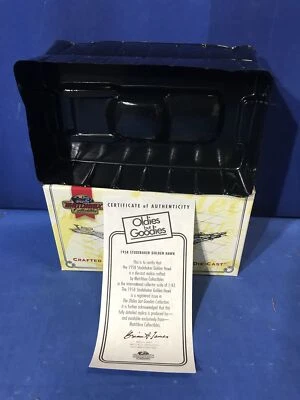 CERTIFICATE of AUTHENTICITY
Oldies
but
Goodies
1958 STUDEBAKER GOLDEN HAWK
This is to certify that
the 1958 Studebaker Golden Hawk
is a die-cast replica crafted
by Matchbox Collectibles
in the international collector scale of 1:43.
The 1958 Studebaker Golden Hawk
is a registered issue in
The Oldies but Goodies Collection.
It is further acknowledged that this
fully detailed replica is produced by—
and available exclusively from—
Matchbox Collectibles.
CRAFTED
DIE-CAST